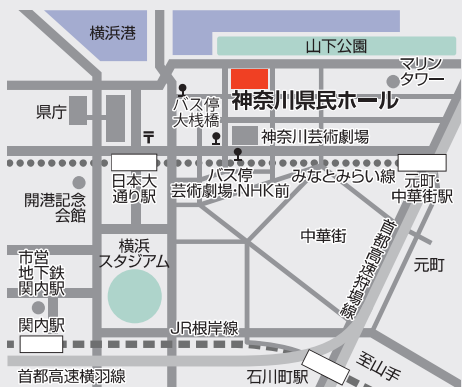 横浜港
山下公園
マリン
タワー
県庁
バス停
大桟橋
神奈川県民ホール
〒
神奈川芸術劇場
日本大
通り駅
バス停
芸術劇場・NHK前
みなとみらい線
元町・
中華街駅
開港記念
会館
市営
地下鉄
関内駅
横浜
スタジアム
中華街
首都高速狩場線
元町
関内駅
JR根岸線
首都高速横羽線
石川町駅
至山手